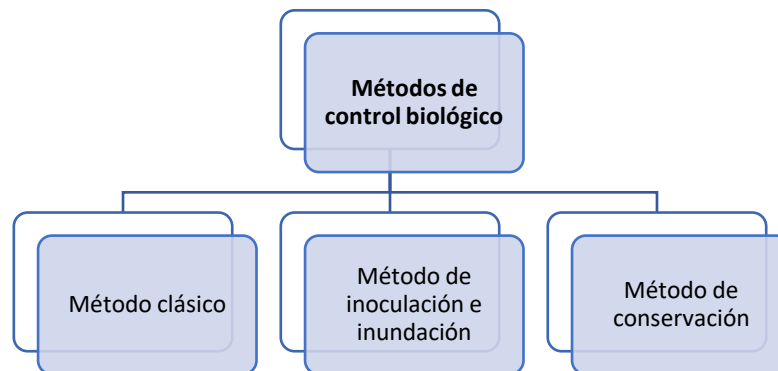 Métodos de
control biológico
Método clásico
Método de
inoculación e
inundación
Método de
conservación